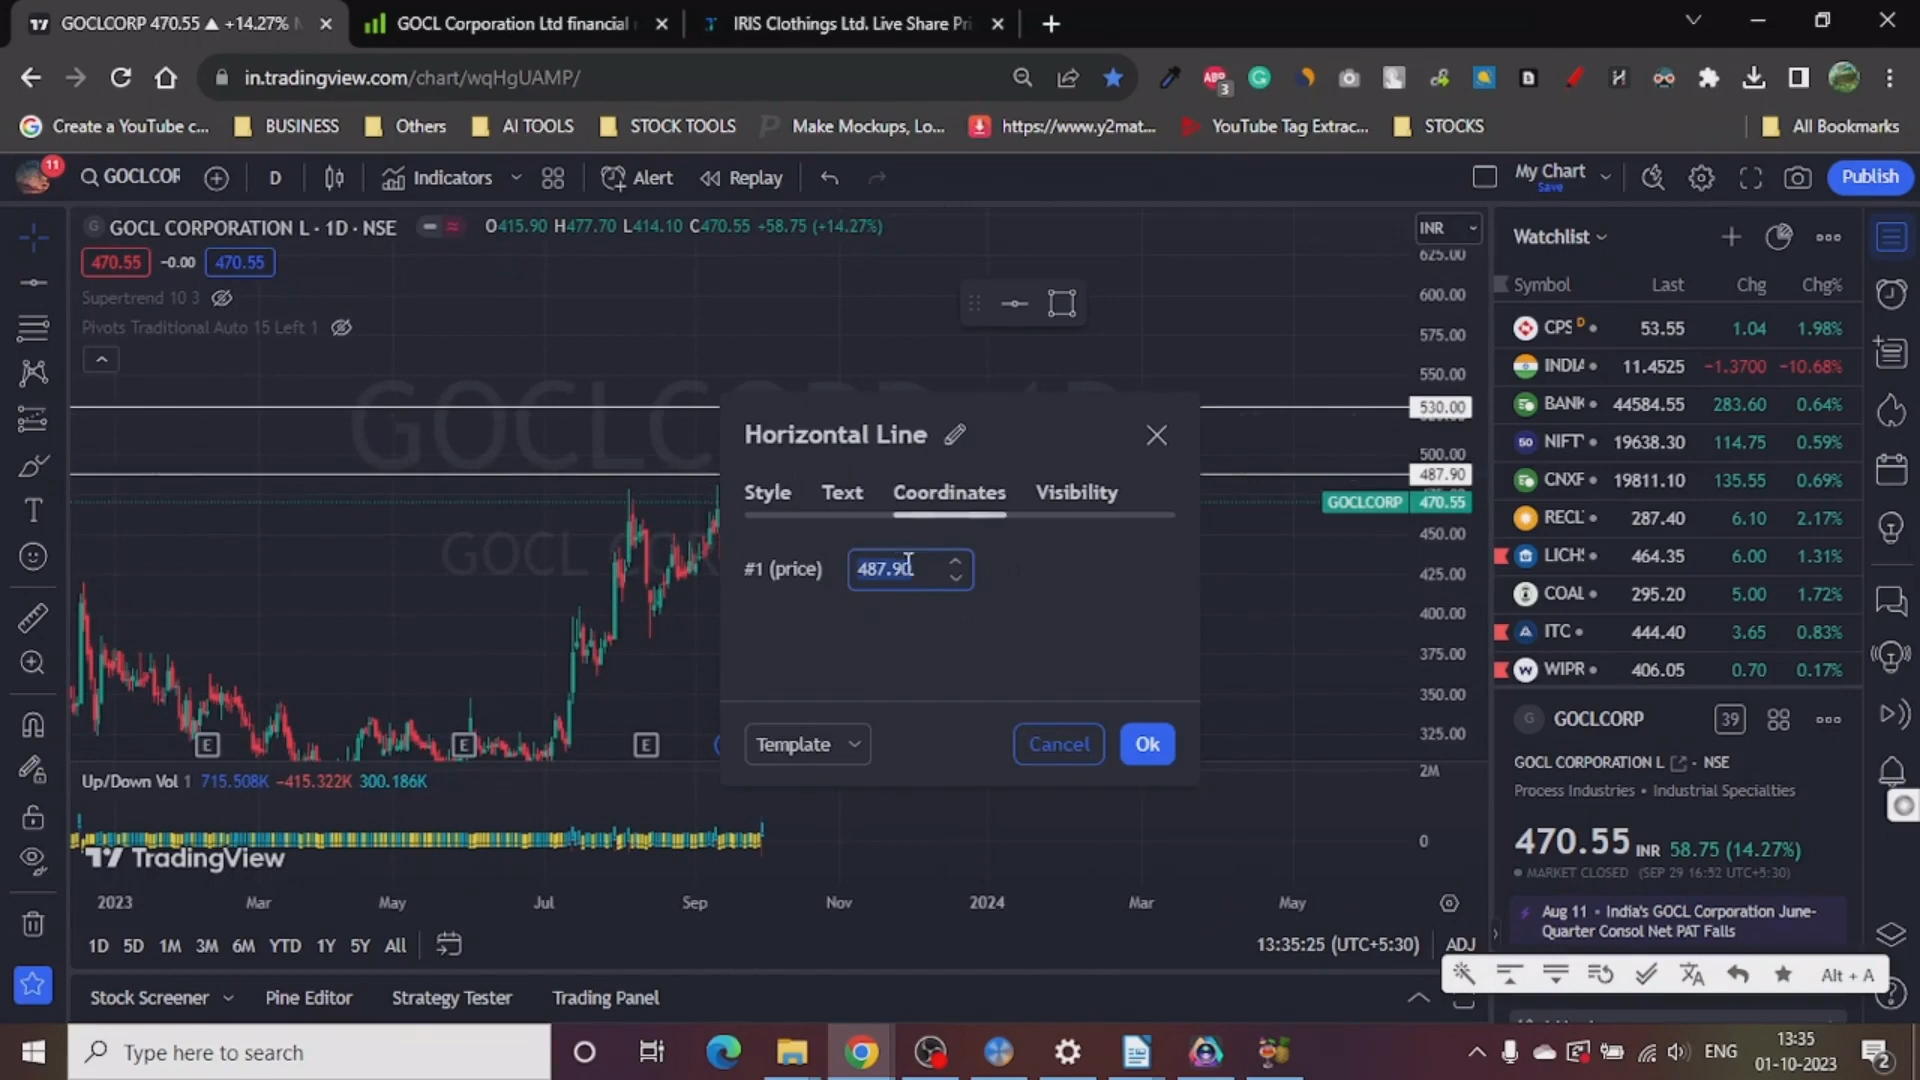 GOCLCORP 470.55 ▲ +14.27%
GOCL Corporation Ltd financial
IRIS Clothings Ltd. Live Share Pri
in.tradingview.com/chart/wqHgUAMP/
ABP
3
Create a YouTube c...
BUSINESS
Others
AI TOOLS
STOCK TOOLS
Make Mockups, Lo...
https://www.y2mat...
YouTube Tag Extrac...
STOCKS
All Bookmarks
11
GOCLCOR
D
Indicators
Alert
Replay
My Chart
Save
Publish
G GOCL CORPORATION L · 1D · NSE
O415.90 H477.70 L414.10 C470.55 +58.75 (+14.27%)
INR
470.55 -0.00 470.55
Supertrend 10 3
Pivots Traditional Auto 15 Left 1
GOCLCORP, 1D
GOCL COR
625.00
600.00
575.00
550.00
530.00
500.00
487.90
GOCLCORP 470.55
450.00
425.00
400.00
375.00
350.00
325.00
2M
0
Horizontal Line
Style Text Coordinates Visibility
#1 (price) 487.90
Template
Cancel
Ok
E
E
E
Up/Down Vol 1 715.508K −415.322K 300.186K
TradingView
2023 Mar May Jul Sep Nov 2024 Mar May
1D 5D 1M 3M 6M YTD 1Y 5Y All
13:35:25 (UTC+5:30) ADJ
Stock Screener Pine Editor Strategy Tester Trading Panel
Watchlist
Symbol Last Chg Chg%
CPS D 53.55 1.04 1.98%
INDIA 11.4525 −1.3700 −10.68%
BANK 44584.55 283.60 0.64%
50 NIFT 19638.30 114.75 0.59%
CNXF 19811.10 135.55 0.69%
RECL 287.40 6.10 2.17%
LICHS 464.35 6.00 1.31%
COAL 295.20 5.00 1.72%
ITC 444.40 3.65 0.83%
W WIPR 406.05 0.70 0.17%
G GOCLCORP 39
GOCL CORPORATION L · NSE
Process Industries • Industrial Specialties
470.55 INR 58.75 (14.27%)
MARKET CLOSED (SEP 29 16:52 UTC+5:30)
Aug 11 • India's GOCL Corporation June-
Quarter Consol Net PAT Falls
Alt + A
Type here to search
ENG
13:35
01-10-2023
2